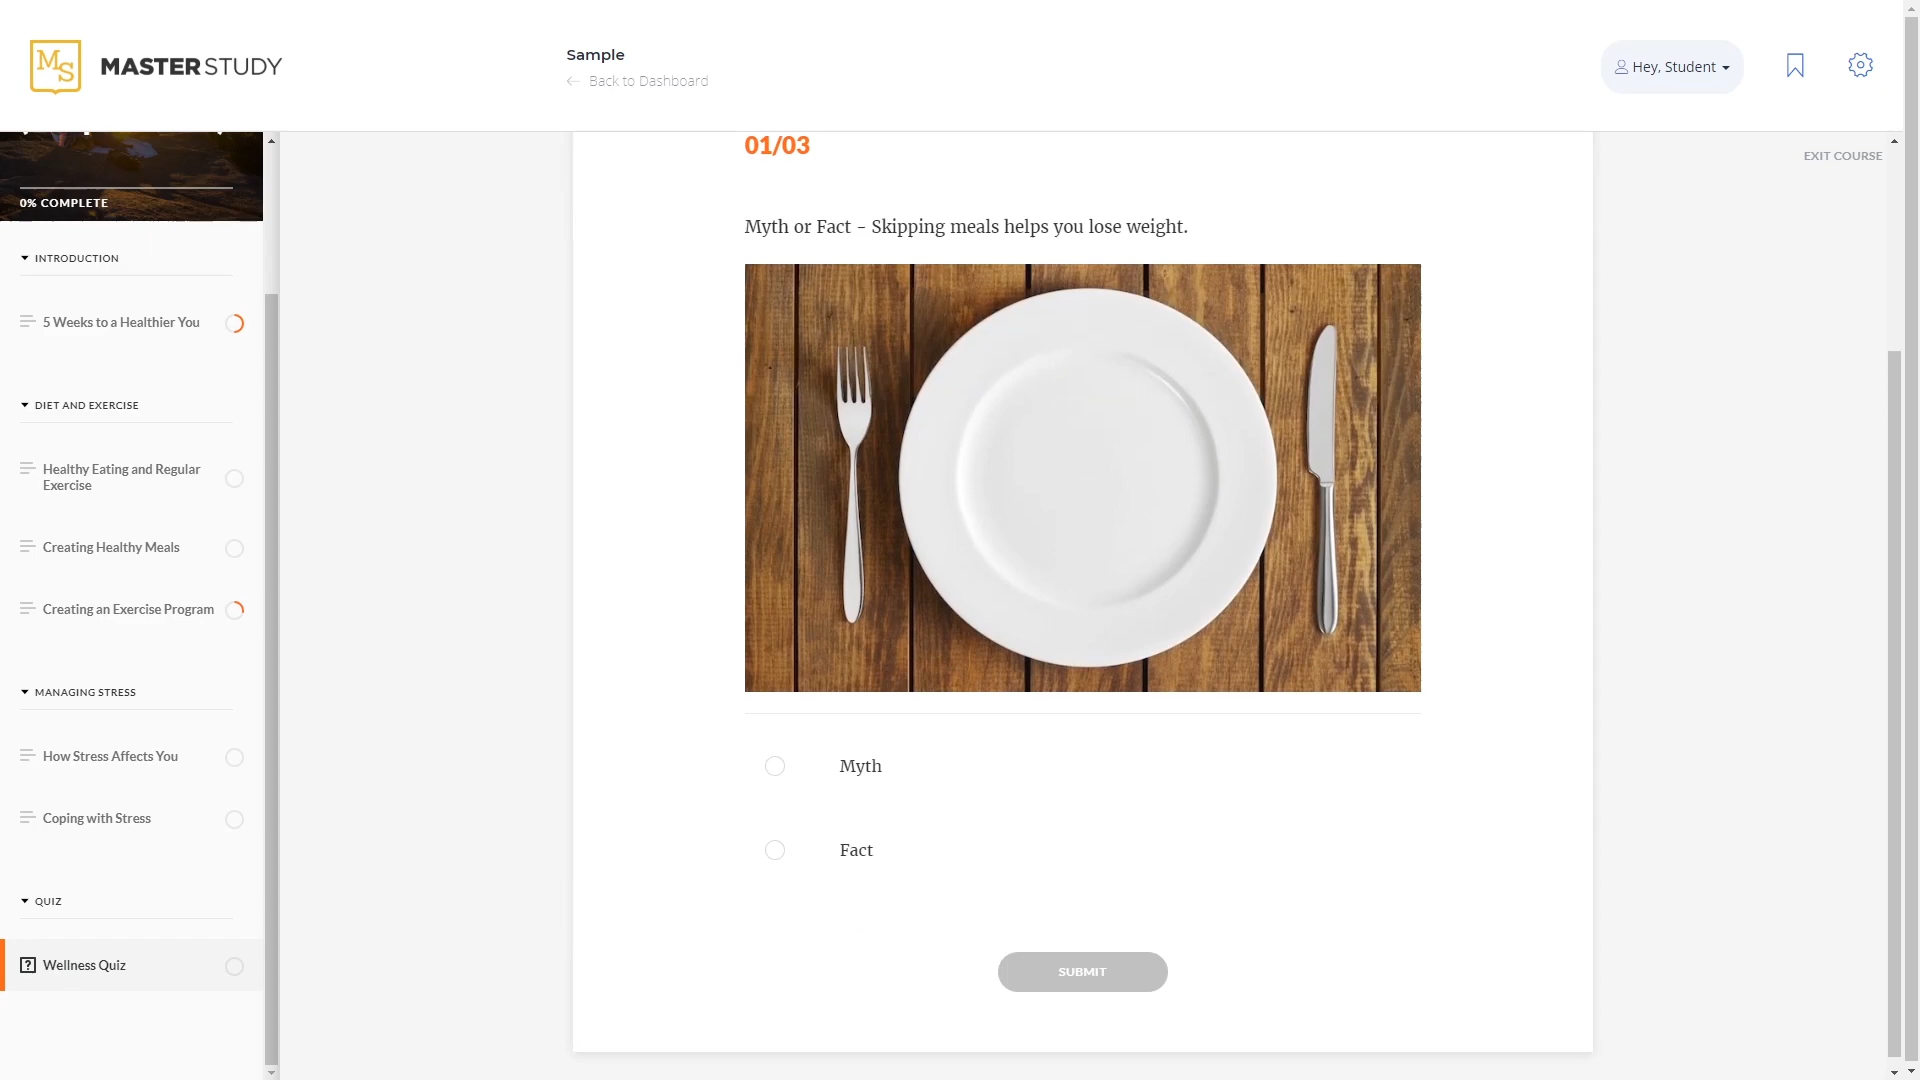 MS
MASTERSTUDY
Sample
← Back to Dashboard
Hey, Student
0% COMPLETE
INTRODUCTION
5 Weeks to a Healthier You
DIET AND EXERCISE
Healthy Eating and Regular
Exercise
Creating Healthy Meals
Creating an Exercise Program
MANAGING STRESS
How Stress Affects You
Coping with Stress
QUIZ
? Wellness Quiz
01/03
Myth or Fact - Skipping meals helps you lose weight.
Myth
Fact
SUBMIT
EXIT COURSE